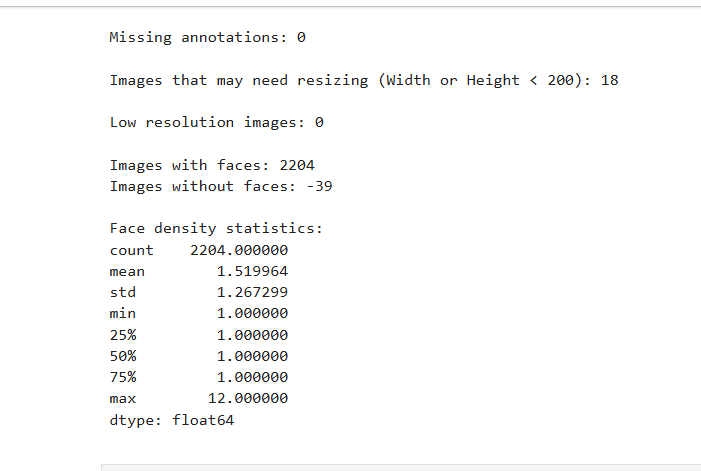 Missing annotations: 0
Images that may need resizing (Width or Height < 200): 18
Low resolution images: 0
Images with faces: 2204
Images without faces: -39
Face density statistics:
count    2204.000000
mean        1.519964
std         1.267299
min         1.000000
25%         1.000000
50%         1.000000
75%         1.000000
max        12.000000
dtype: float64